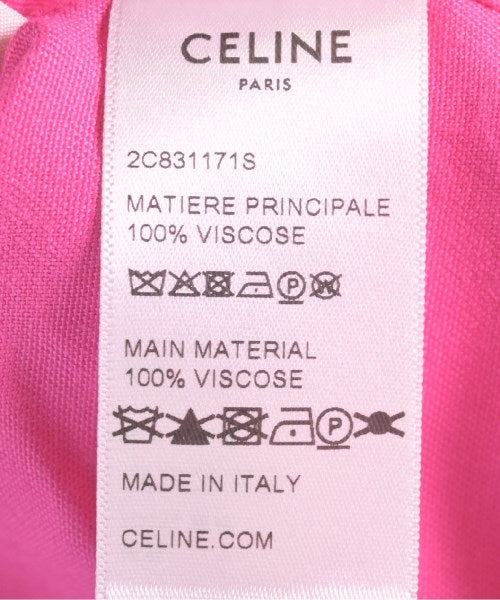 CELINE
PARIS
2C831171S
MATIERE PRINCIPALE
100% VISCOSE
P W
MAIN MATERIAL
100% VISCOSE
P
MADE IN ITALY
CELINE.COM